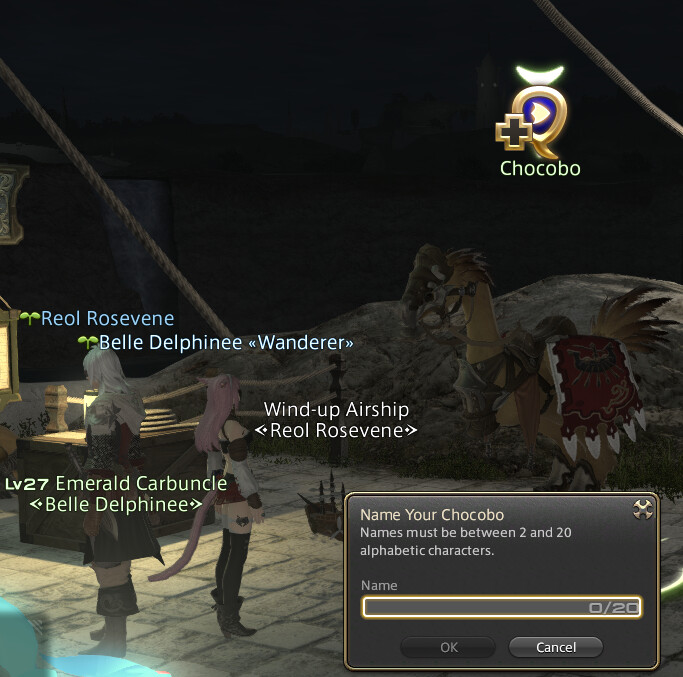 Chocobo
Reol Rosevene
Belle Delphinee «Wanderer»
Wind-up Airship
Reol Rosevene
Lv27 Emerald Carbuncle
Belle Delphinee
Name Your Chocobo
Names must be between 2 and 20
alphabetic characters.
Name
0/20
OK
Cancel